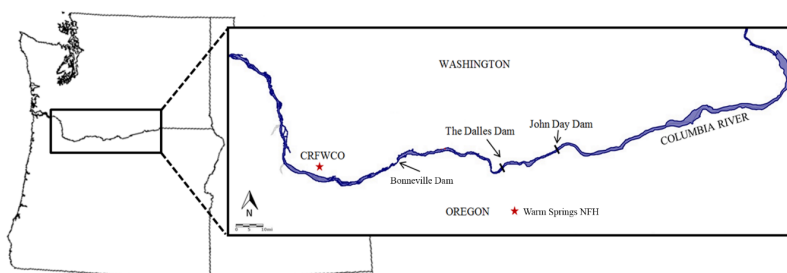 WASHINGTON
John Day Dam
The Dalles Dam
COLUMBIA RIVER
CRFWCO
Bonneville Dam
N
OREGON
Warm Springs NFH